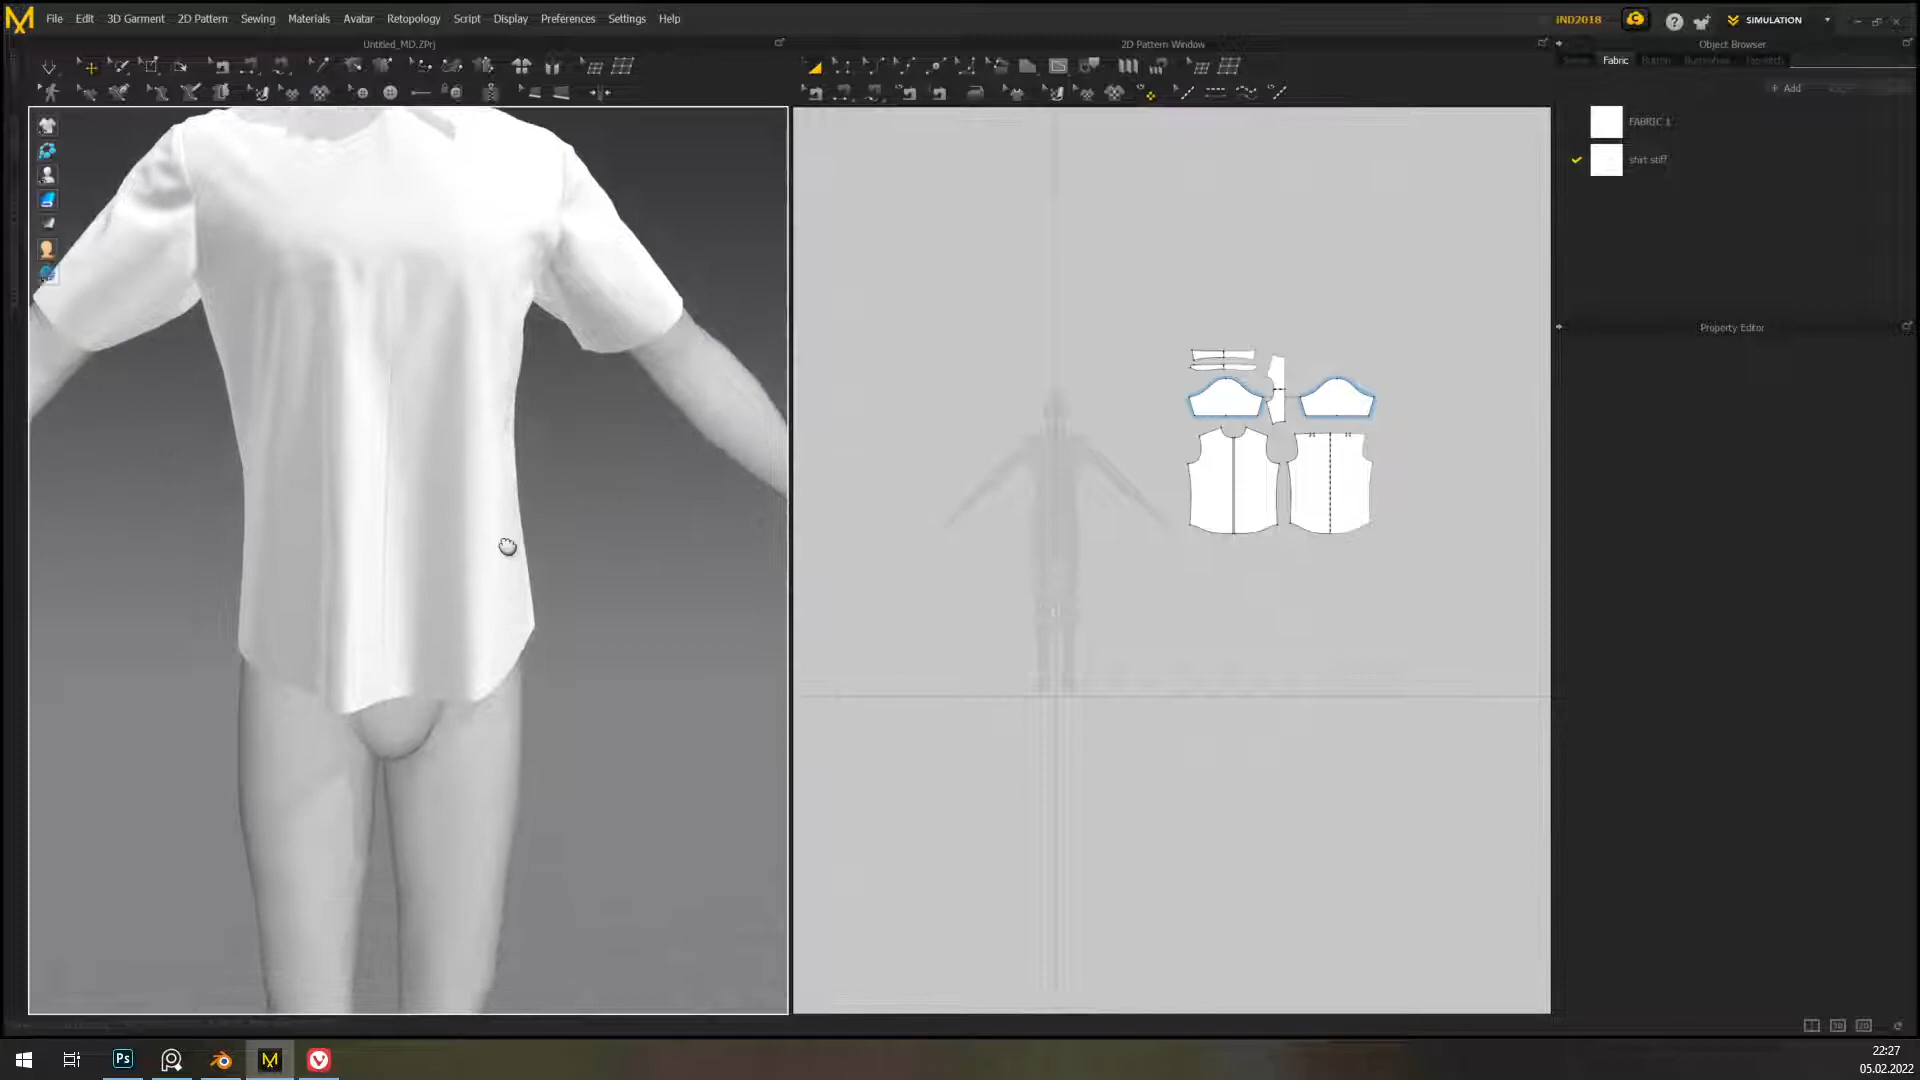 File Edit 3D Garment 2D Pattern Sewing Materials Avatar Retopology Script Display Preferences Settings Help
iND2018
SIMULATION
Untitled_MD.ZPrj
2D Pattern Window
Object Browser
Fabric
+ Add
FABRIC 1
shirt stiff
Property Editor
Ps
22:27
05.02.2022